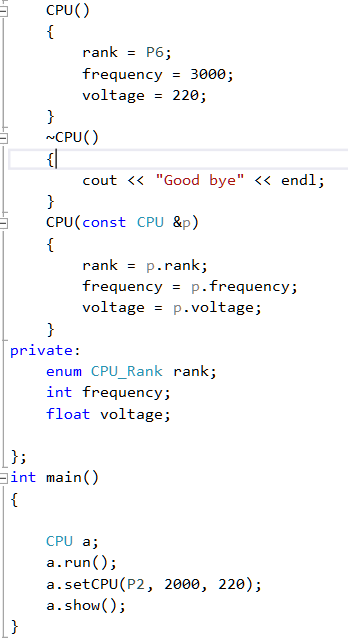 CPU()
{
rank = P6;
frequency = 3000;
voltage = 220;
}
~CPU()
{
cout << "Good bye" << endl;
}
CPU(const CPU &p)
{
rank = p.rank;
frequency = p.frequency;
voltage = p.voltage;
}
private:
enum CPU_Rank rank;
int frequency;
float voltage;
};
int main()
{
CPU a;
a.run();
a.setCPU(P2, 2000, 220);
a.show();
}